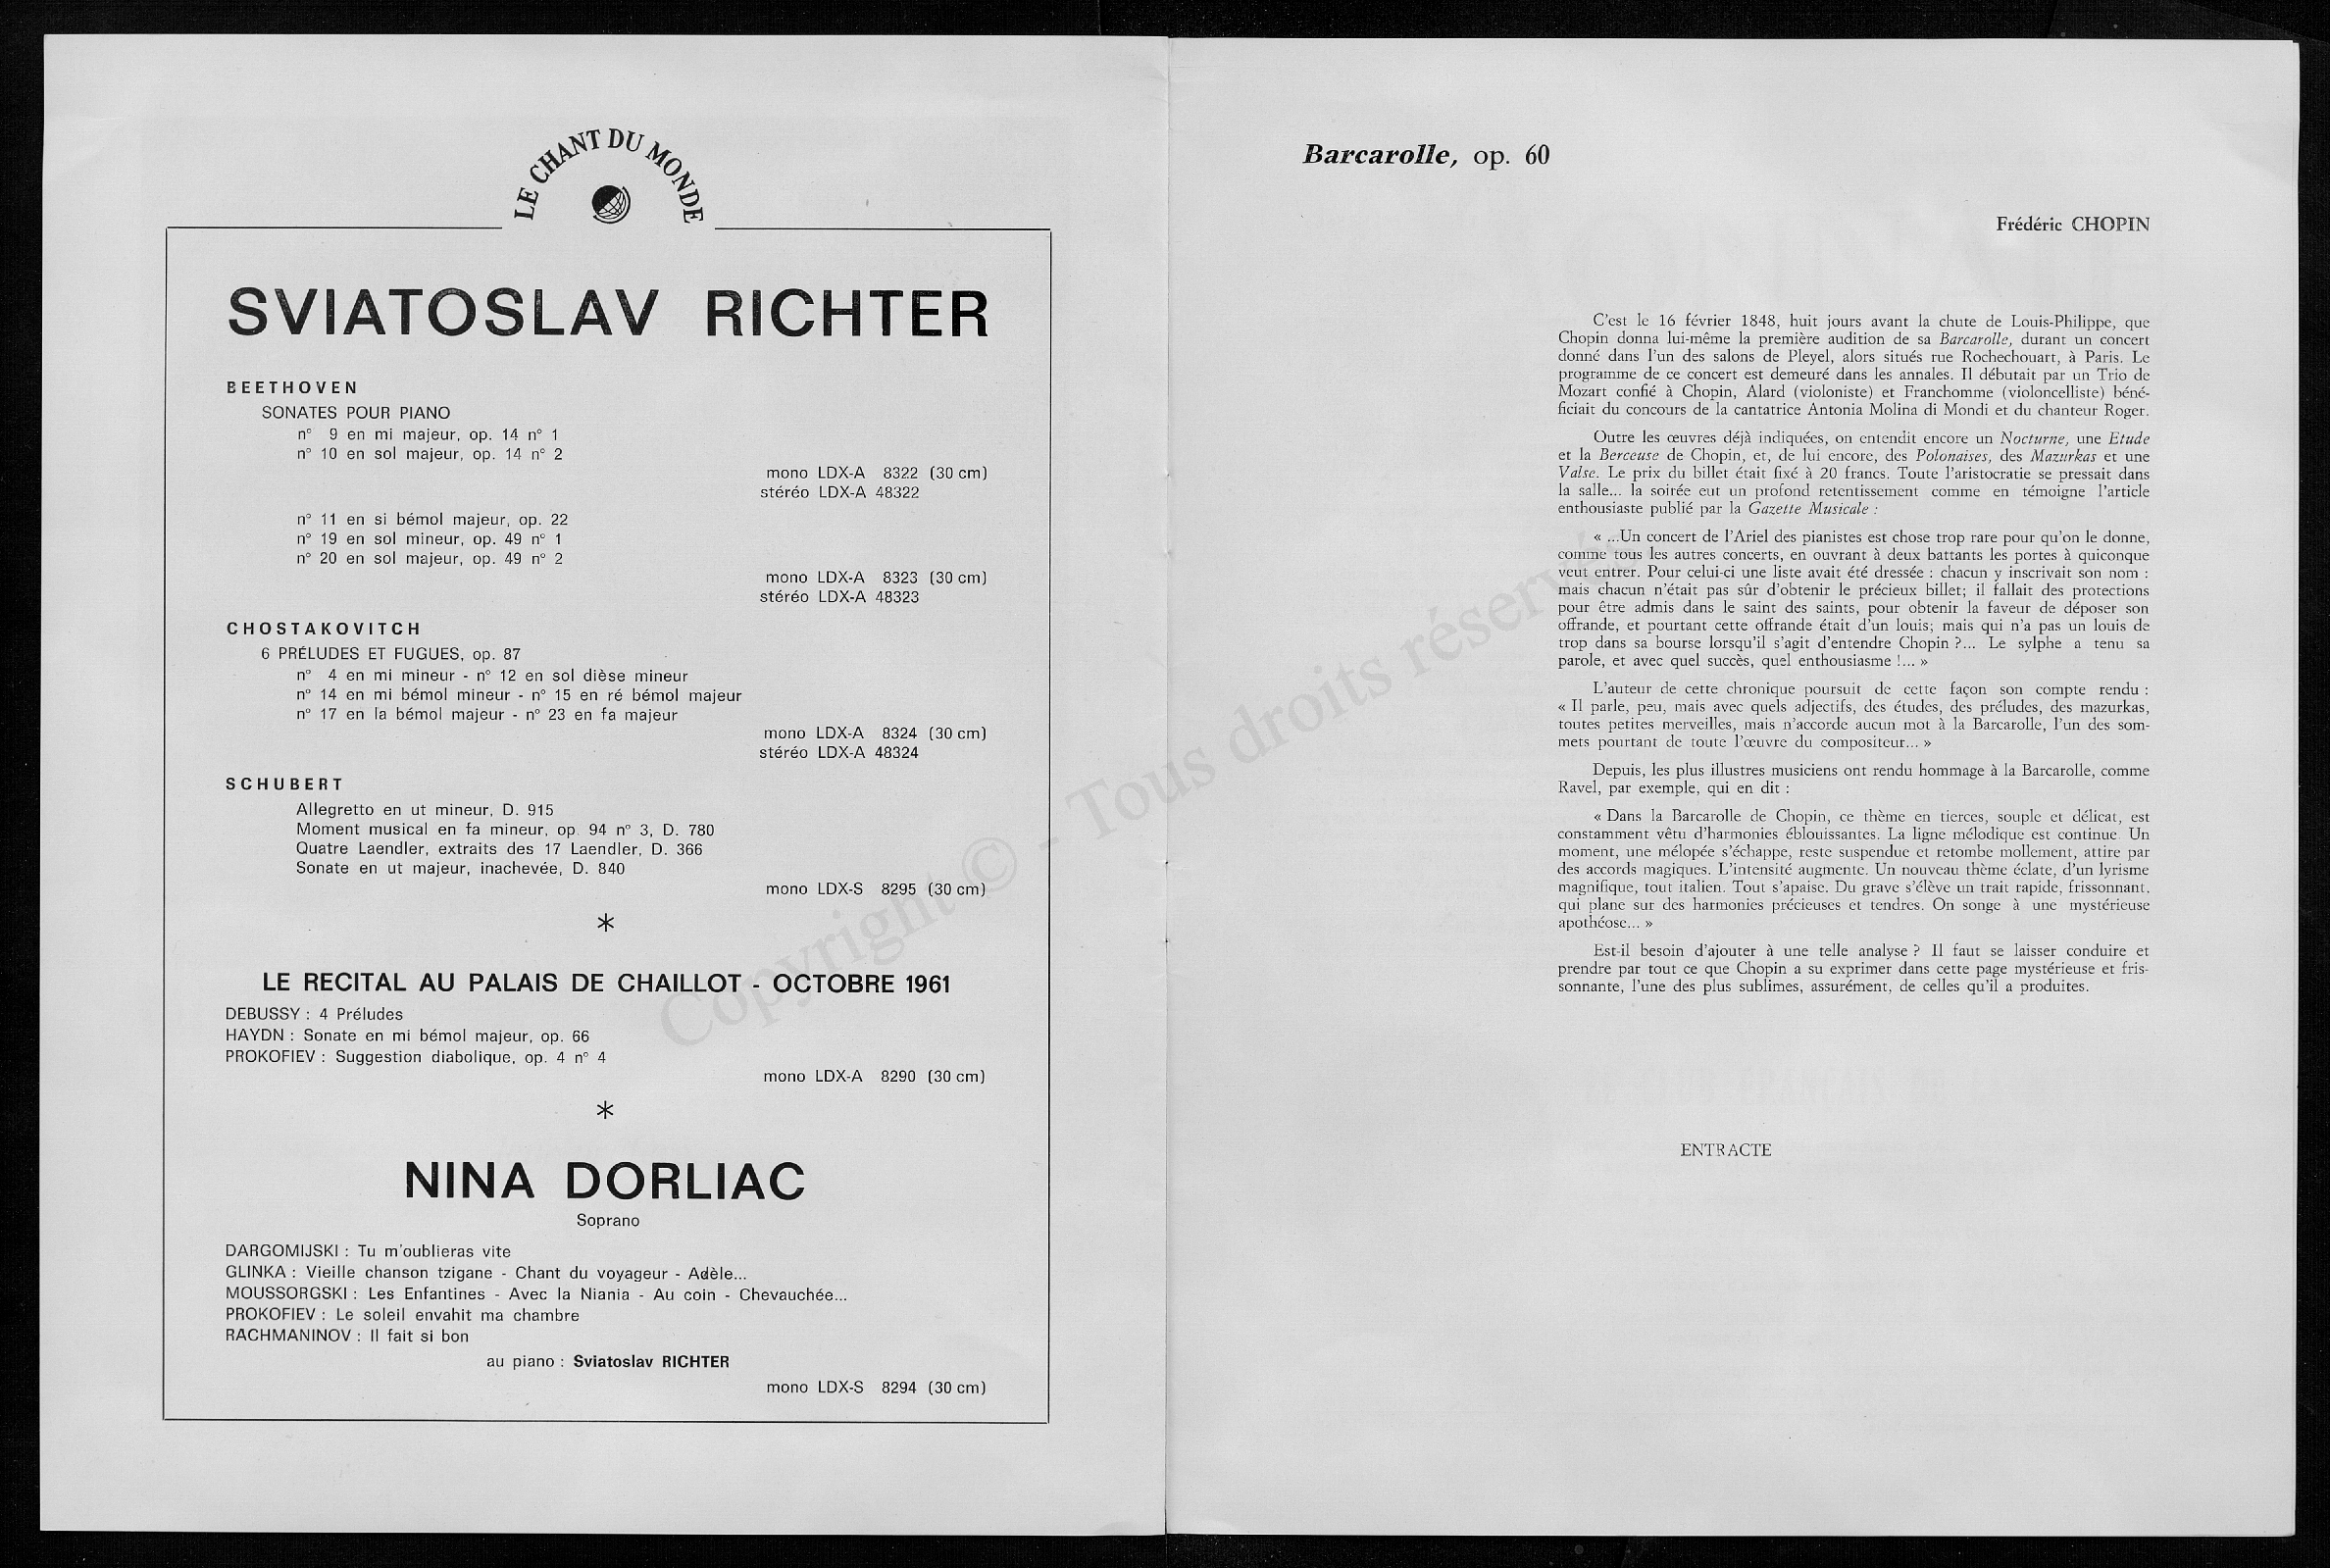 LE CHANT DU MONDE
SVIATOSLAV RICHTER
BEETHOVEN
SONATES POUR PIANO
n° 9 en mi majeur, op. 14 n° 1
n° 10 en sol majeur, op. 14 n° 2
mono LDX-A 8322 (30 cm)
stéréo LDX-A 48322
n° 11 en si bémol majeur, op. 22
n° 19 en sol mineur, op. 49 n° 1
n° 20 en sol majeur, op. 49 n° 2
mono LDX-A 8323 (30 cm)
stéréo LDX-A 48323
CHOSTAKOVITCH
6 PRÉLUDES ET FUGUES, op. 87
n° 4 en mi mineur - n° 12 en sol dièse mineur
n° 14 en mi bémol mineur - n° 15 en ré bémol majeur
n° 17 en la bémol majeur - n° 23 en fa majeur
mono LDX-A 8324 (30 cm)
stéréo LDX-A 48324
SCHUBERT
Allegretto en ut mineur, D. 915
Moment musical en fa mineur, op. 94 n° 3, D. 780
Quatre Laendler, extraits des 17 Laendler, D. 366
Sonate en ut majeur, inachevée, D. 840
mono LDX-S 8295 (30 cm)
*
LE RECITAL AU PALAIS DE CHAILLOT - OCTOBRE 1961
DEBUSSY : 4 Préludes
HAYDN : Sonate en mi bémol majeur, op. 66
PROKOFIEV : Suggestion diabolique, op. 4 n° 4
mono LDX-A 8290 (30 cm)
*
NINA DORLIAC
Soprano
DARGOMIJSKI : Tu m'oublieras vite
GLINKA : Vieille chanson tzigane - Chant du voyageur - Adèle...
MOUSSORGSKI : Les Enfantines - Avec la Niania - Au coin - Chevauchée...
PROKOFIEV : Le soleil envahit ma chambre
RACHMANINOV : Il fait si bon
au piano : Sviatoslav RICHTER
mono LDX-S 8294 (30 cm)
Barcarolle, op. 60
Frédéric CHOPIN
C'est le 16 février 1848, huit jours avant la chute de Louis-Philippe, que
Chopin donna lui-même la première audition de sa Barcarolle, durant un concert
donné dans l'un des salons de Pleyel, alors situés rue Rochechouart, à Paris. Le
programme de ce concert est demeuré dans les annales. Il débutait par un Trio de
Mozart confié à Chopin, Alard (violoniste) et Franchomme (violoncelliste) béné-
ficiait du concours de la cantatrice Antonia Molina di Mondi et du chanteur Roger.
Outre les œuvres déjà indiquées, on entendit encore un Nocturne, une Etude
et la Berceuse de Chopin, et, de lui encore, des Polonaises, des Mazurkas et une
Valse. Le prix du billet était fixé à 20 francs. Toute l'aristocratie se pressait dans
la salle... la soirée eut un profond retentissement comme en témoigne l'article
enthousiaste publié par la Gazette Musicale :
« ...Un concert de l'Ariel des pianistes est chose trop rare pour qu'on le donne,
comme tous les autres concerts, en ouvrant à deux battants les portes à quiconque
veut entrer. Pour celui-ci une liste avait été dressée : chacun y inscrivait son nom :
mais chacun n'était pas sûr d'obtenir le précieux billet; il fallait des protections
pour être admis dans le saint des saints, pour obtenir la faveur de déposer son
offrande, et pourtant cette offrande était d'un louis; mais qui n'a pas un louis de
trop dans sa bourse lorsqu'il s'agit d'entendre Chopin ?... Le sylphe a tenu sa
parole, et avec quel succès, quel enthousiasme !... »
L'auteur de cette chronique poursuit de cette façon son compte rendu :
« Il parle, peu, mais avec quels adjectifs, des études, des préludes, des mazurkas,
toutes petites merveilles, mais n'accorde aucun mot à la Barcarolle, l'un des som-
mets pourtant de toute l'œuvre du compositeur... »
Depuis, les plus illustres musiciens ont rendu hommage à la Barcarolle, comme
Ravel, par exemple, qui en dit :
« Dans la Barcarolle de Chopin, ce thème en tierces, souple et délicat, est
constamment vêtu d'harmonies éblouissantes. La ligne mélodique est continue. Un
moment, une mélopée s'échappe, reste suspendue et retombe mollement, attire par
des accords magiques. L'intensité augmente. Un nouveau thème éclate, d'un lyrisme
magnifique, tout italien. Tout s'apaise. Du grave s'élève un trait rapide, frissonnant,
qui plane sur des harmonies précieuses et tendres. On songe à une mystérieuse
apothéose... »
Est-il besoin d'ajouter à une telle analyse ? Il faut se laisser conduire et
prendre par tout ce que Chopin a su exprimer dans cette page mystérieuse et fris-
sonnante, l'une des plus sublimes, assurément, de celles qu'il a produites.
ENTRACTE
Copyright © - Tous droits réservés